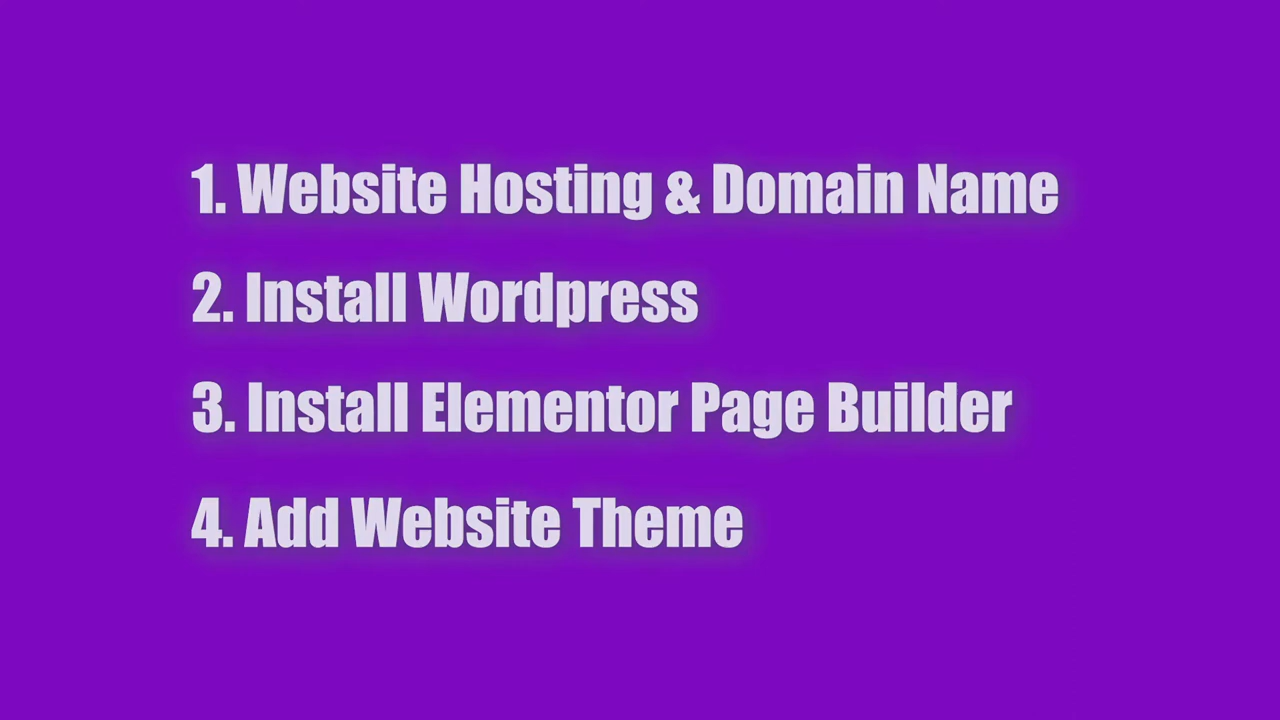 1. Website Hosting & Domain Name
2. Install Wordpress
3. Install Elementor Page Builder
4. Add Website Theme